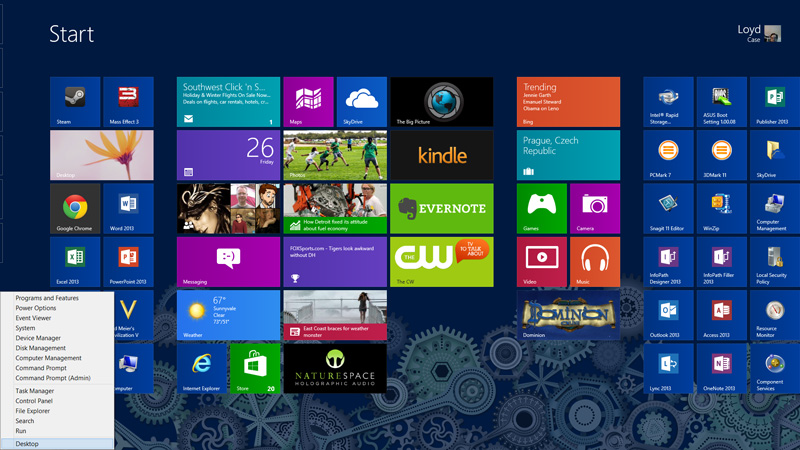 Start
Loyd
Case
Steam
Mass Effect 3
Desktop
Google Chrome
Word 2013
Excel 2013
PowerPoint 2013
Southwest Click 'n S...
Holiday & Winter Flights On Sale Now...
Deals on flights, car rentals, hotels, c...
1
Maps
SkyDrive
The Big Picture
26
Friday
Photos
kindle
How Detroit fixed its attitude
about fuel economy
EVERNOTE
Messaging
FOXSports.com - Tigers look awkward
without DH
THE CW
TV
TO TALK
ABOUT
The CW
67°
Sunnyvale
Clear
73°/51°
Weather
East Coast braces for weather
monster
Internet Explorer
Store
20
NATURESPACE
HOLOGRAPHIC AUDIO
Trending
Jennie Garth
Emanuel Steward
Obama on Leno
Bing
Prague, Czech
Republic
Games
Camera
Video
Music
DOMINION
Dominion
Intel® Rapid
Storage...
ASUS Boot
Setting 1.00.08
Publisher 2013
PCMark 7
3DMark 11
SkyDrive
Snagit 11 Editor
WinZip
Computer
Management
InfoPath
Designer 2013
InfoPath Filler
2013
Local Security
Policy
Outlook 2013
Access 2013
Resource
Monitor
Lync 2013
OneNote 2013
Component
Services
d Meier's
vilization V
mputer
Programs and Features
Power Options
Event Viewer
System
Device Manager
Disk Management
Computer Management
Command Prompt
Command Prompt (Admin)
Task Manager
Control Panel
File Explorer
Search
Run
Desktop